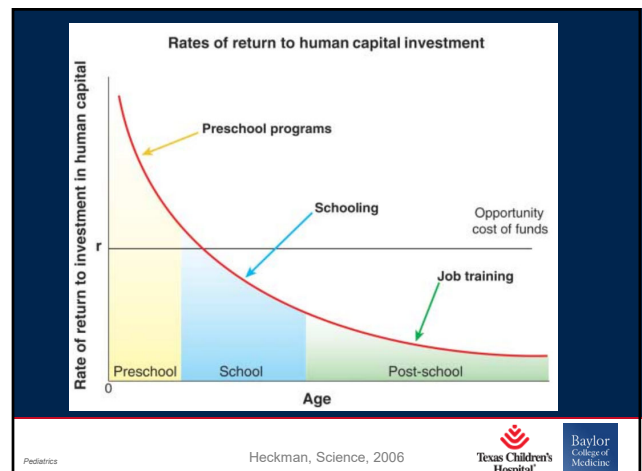 Rates of return to human capital investment
Rate of return to investment in human capital
Preschool programs
Schooling
Opportunity
cost of funds
r
Job training
Preschool
School
Post-school
0
Age
Pediatrics
Heckman, Science, 2006
Texas Children's
Hospital
Baylor
College of
Medicine